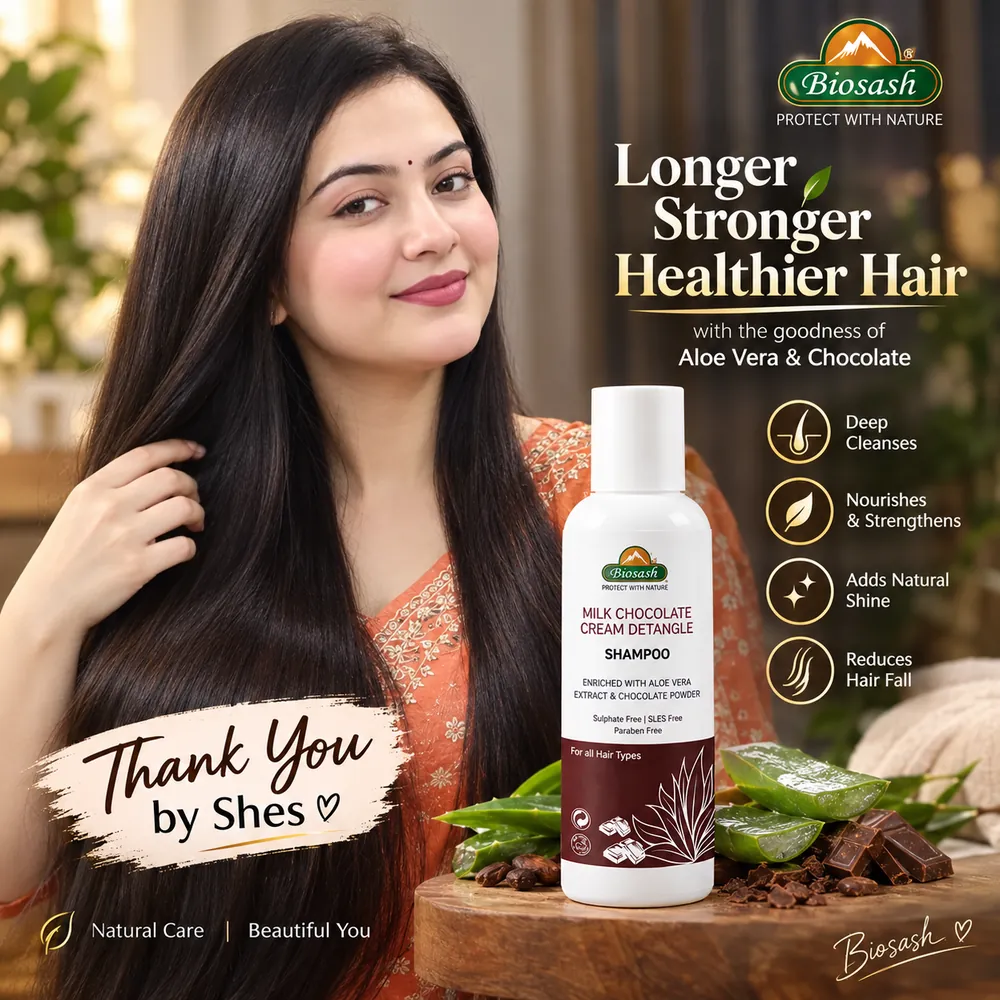 Biosash
PROTECT WITH NATURE
Longer
Stronger
Healthier Hair
with the goodness of
Aloe Vera & Chocolate
Deep
Cleanses
Nourishes
& Strengthens
Adds Natural
Shine
Reduces
Hair Fall
Biosash
PROTECT WITH NATURE
MILK CHOCOLATE
CREAM DETANGLE
SHAMPOO
ENRICHED WITH ALOE VERA
EXTRACT & CHOCOLATE POWDER
Sulphate Free | SLES Free
Paraben Free
For all Hair Types
Thank You
by Shes
Natural Care | Beautiful You
Biosash